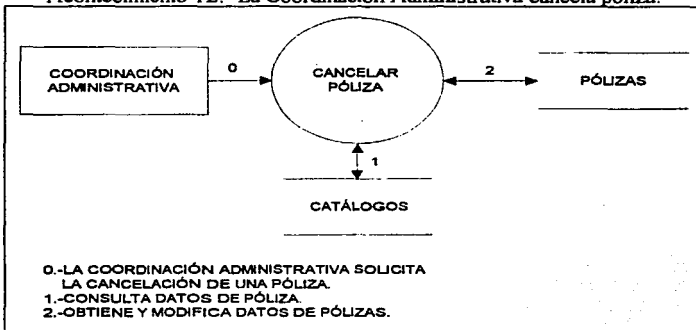 Acontecimiento 12.- La Coordinación Administrativa cancela póliza.
COORDINACIÓN
ADMINISTRATIVA
0
CANCELAR
PÓLIZA
2
PÓLIZAS
1
CATÁLOGOS
0.-LA COORDINACIÓN ADMINISTRATIVA SOLICITA
LA CANCELACIÓN DE UNA PÓLIZA.
1.-CONSULTA DATOS DE PÓLIZA.
2.-OBTIENE Y MODIFICA DATOS DE PÓLIZAS.